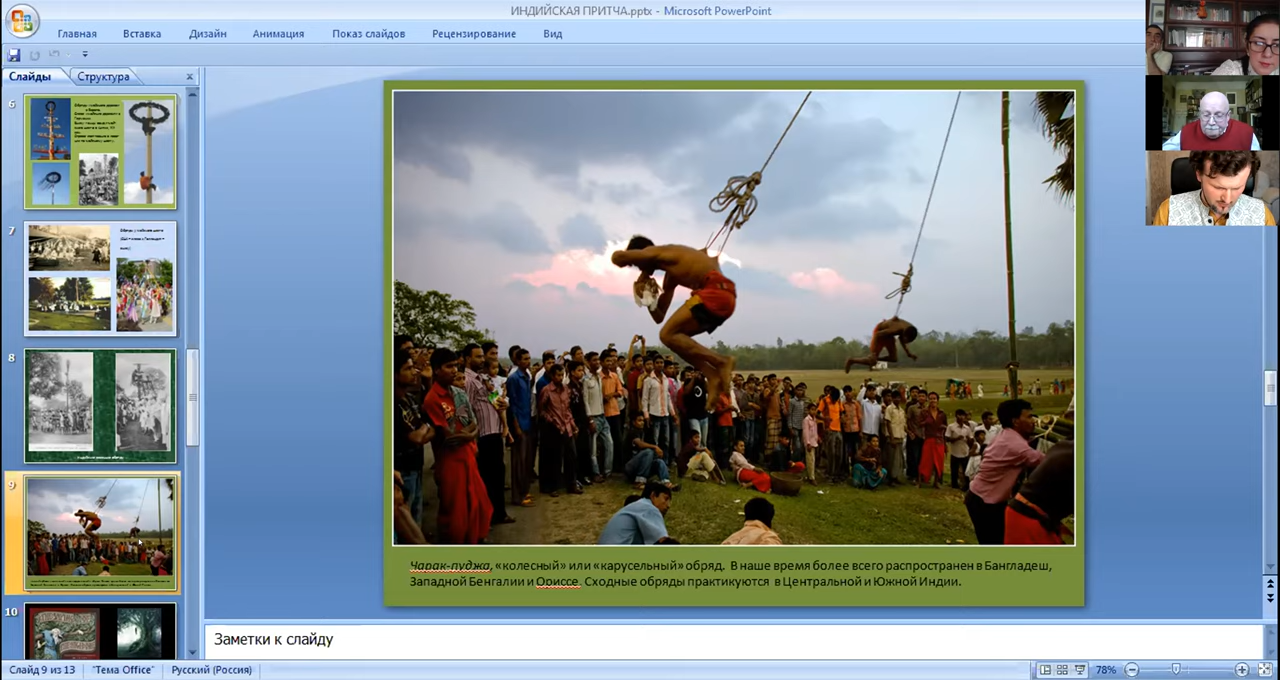 ИНДИЙСКАЯ ПРИТЧА.pptx - Microsoft PowerPoint
Главная Вставка Дизайн Анимация Показ слайдов Рецензирование Вид
Слайды Структура
6
7
8
9
10
Чарак-пуджа, «колесный» или «карусельный» обряд. В наше время более всего распространен в Бангладеш,
Западной Бенгалии и Ориссе. Сходные обряды практикуются в Центральной и Южной Индии.
Заметки к слайду
Слайд 9 из 13 "Тема Office" Русский (Россия) 78%